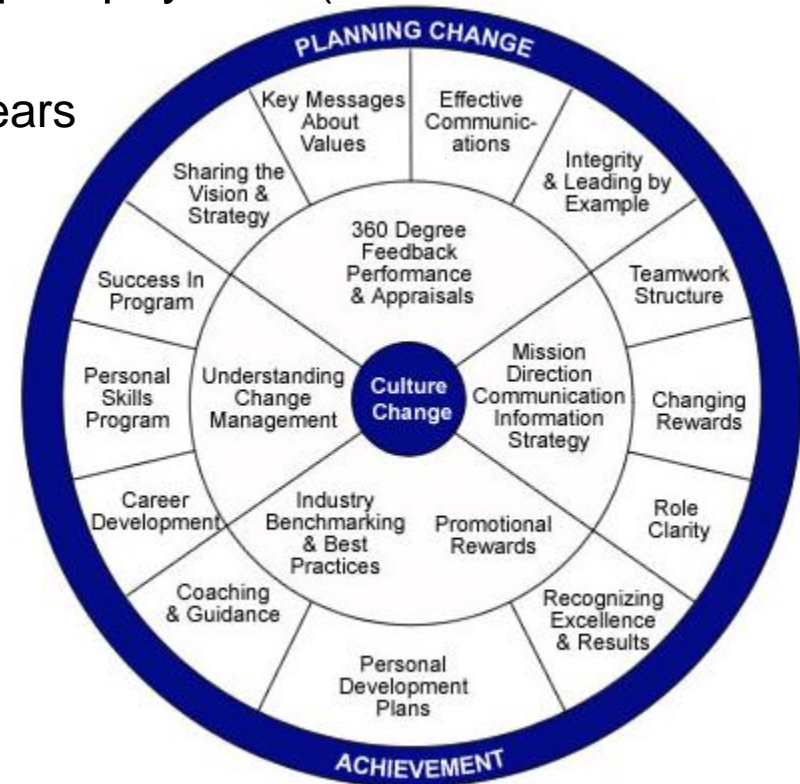 ears
PLANNING CHANGE
Key Messages
About
Values
Effective
Communic-
ations
Sharing the
Vision &
Strategy
Integrity
& Leading by
Example
360 Degree
Feedback
Performance
& Appraisals
Success In
Program
Teamwork
Structure
Personal
Skills
Program
Understanding
Change
Management
Culture
Change
Mission
Direction
Communication
Information
Strategy
Changing
Rewards
Career
Development
Industry
Benchmarking
& Best
Practices
Promotional
Rewards
Role
Clarity
Coaching
& Guidance
Recognizing
Excellence
& Results
Personal
Development
Plans
ACHIEVEMENT